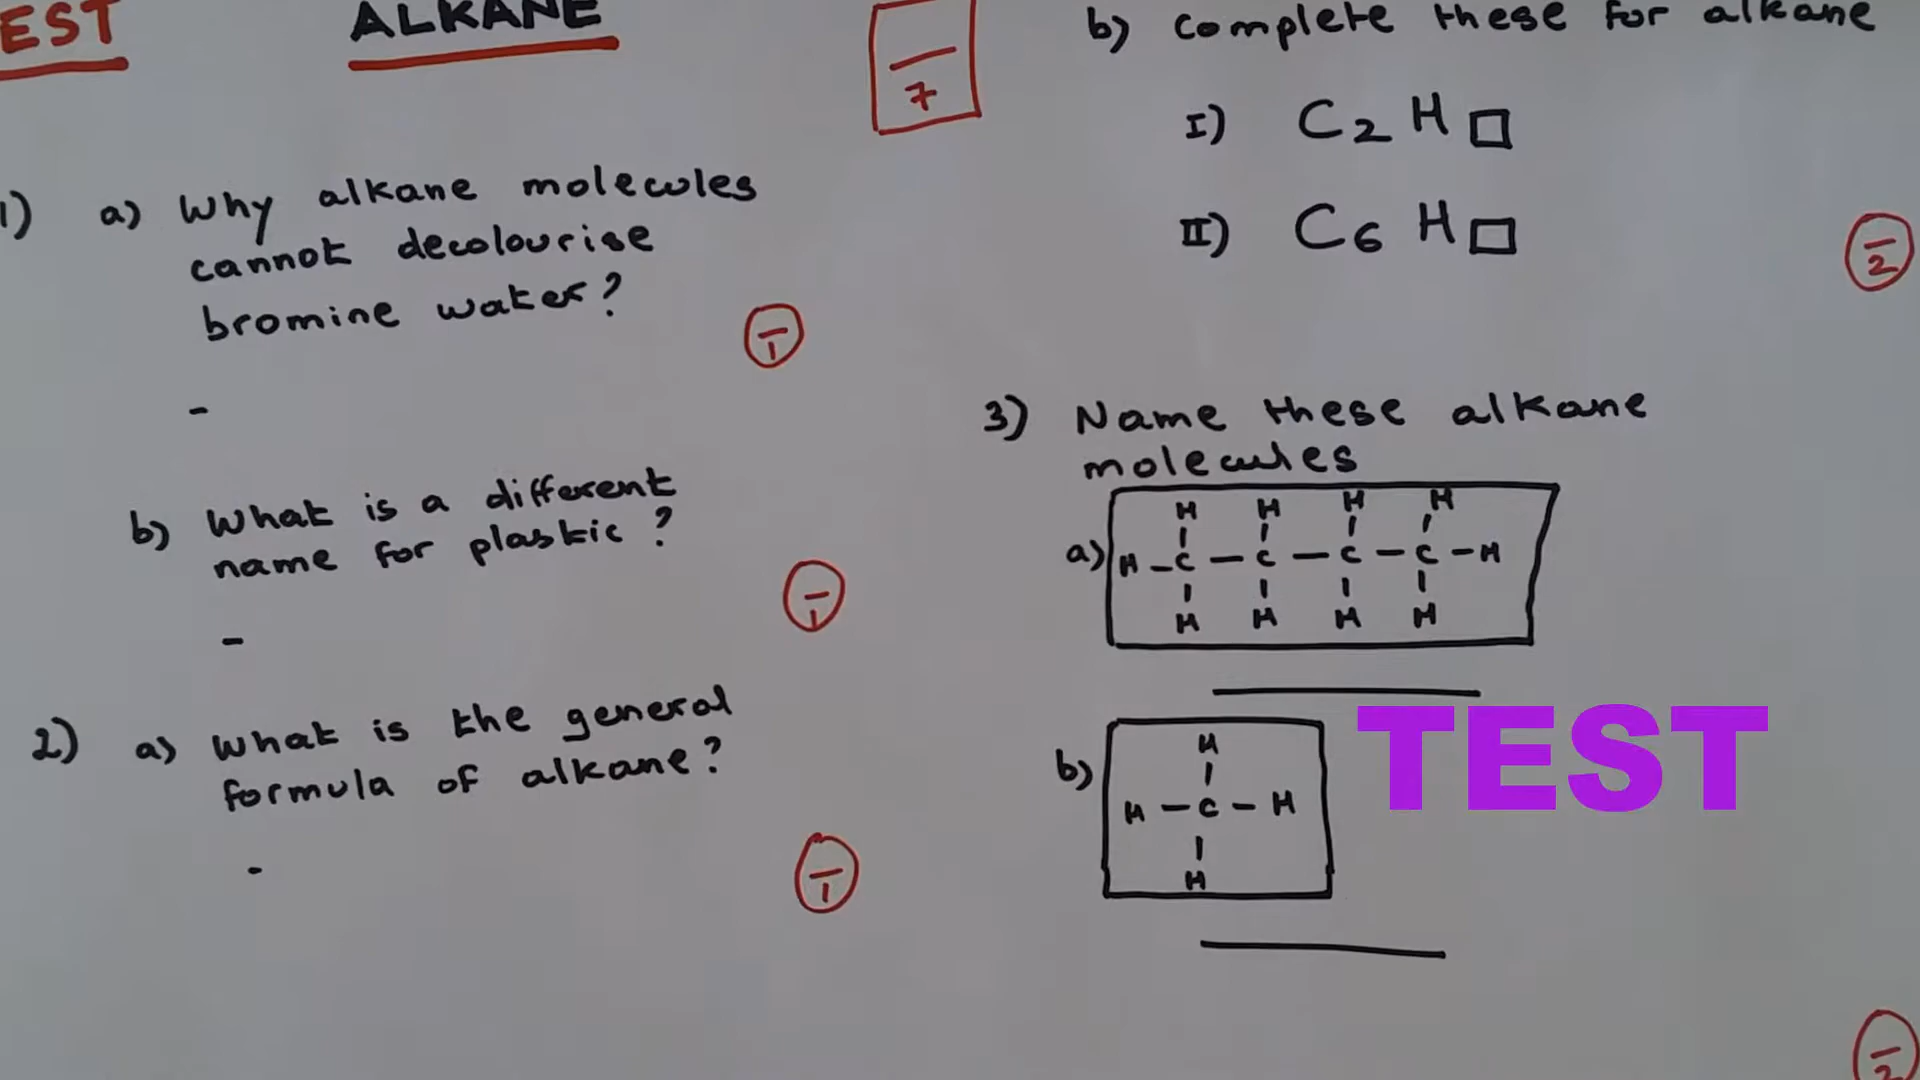 EST ALKANE
—
7
1) a) Why alkane molecules
cannot decolourise
bromine water?
—
1
-
b) What is a different
name for plastic?
—
1
-
2) a) What is the general
formula of alkane?
—
1
-
b) Complete these for alkane
I) C2 H □
II) C6 H □
—
2
3) Name these alkane
molecules
H H H H
a) H - C - C - C - C - H
H H H H
b)
H
H - C - H
H
TEST
—
2